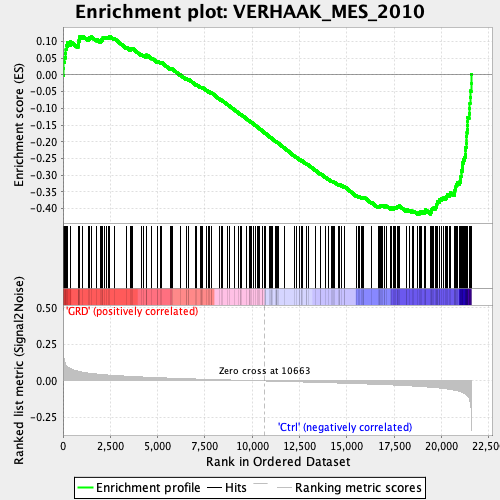 Enrichment plot: VERHAAK_MES_2010
Enrichment score (ES)
0.10
0.05
0.00
-0.05
-0.10
-0.15
-0.20
-0.25
-0.30
-0.35
-0.40
'GRD' (positively correlated)
Ranked list metric (Signal2Noise)
0.50
0.25
0.00
-0.25
Zero cross at 10663
'Ctrl' (negatively correlated)
0 2,500 5,000 7,500 10,000 12,500 15,000 17,500 20,000 22,500
Rank in Ordered Dataset
Enrichment profile Hits Ranking metric scores